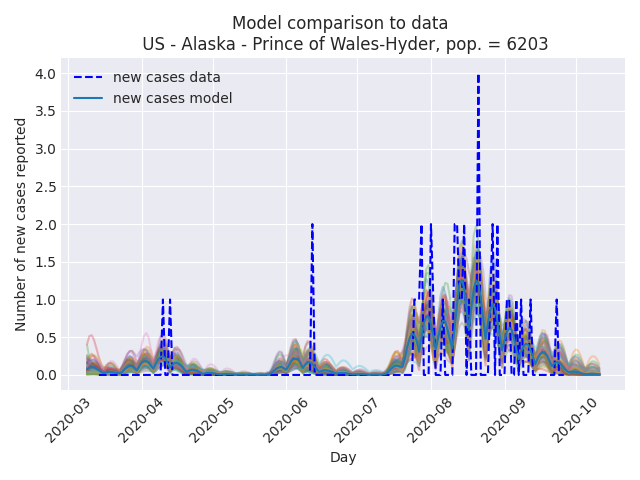 Model comparison to data
US - Alaska - Prince of Wales-Hyder, pop. = 6203
new cases data
new cases model
Number of new cases reported
4.0
3.5
3.0
2.5
2.0
1.5
1.0
0.5
0.0
2020-03
2020-04
2020-05
2020-06
2020-07
2020-08
2020-09
2020-10
Day